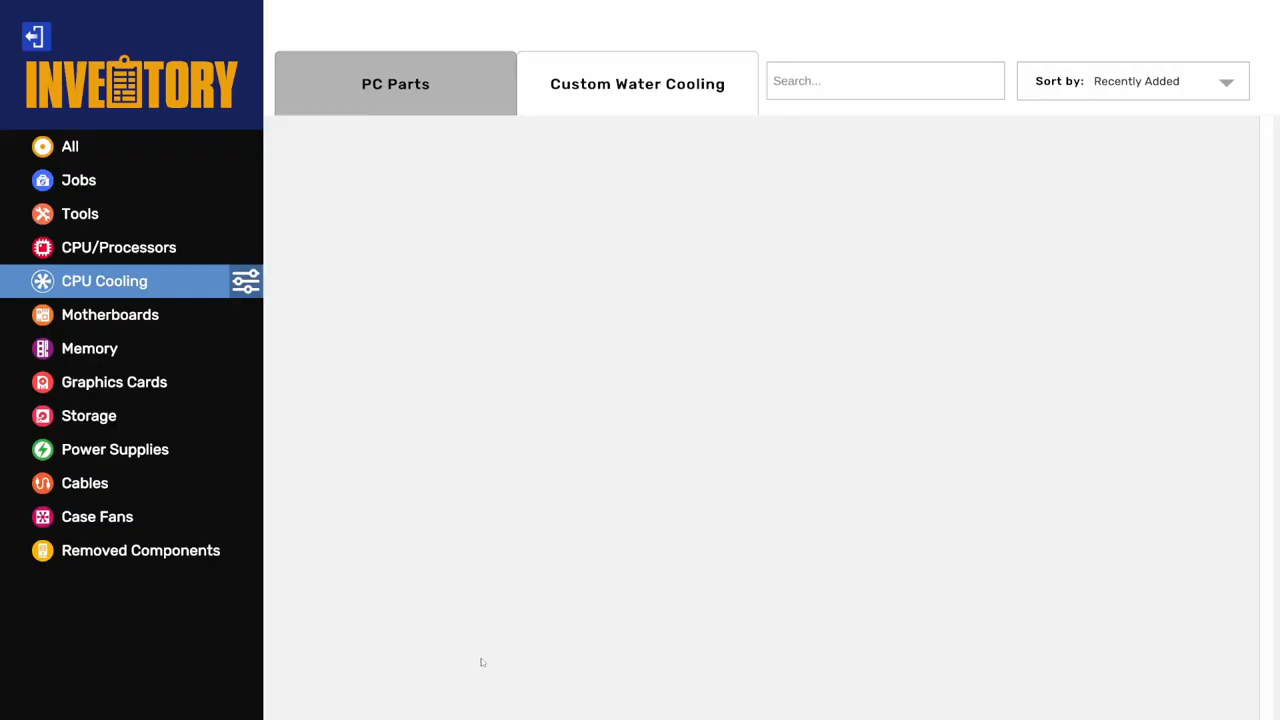 INVENTORY
PC Parts
Custom Water Cooling
Search...
Sort by: Recently Added
All
Jobs
Tools
CPU/Processors
CPU Cooling
Motherboards
Memory
Graphics Cards
Storage
Power Supplies
Cables
Case Fans
Removed Components